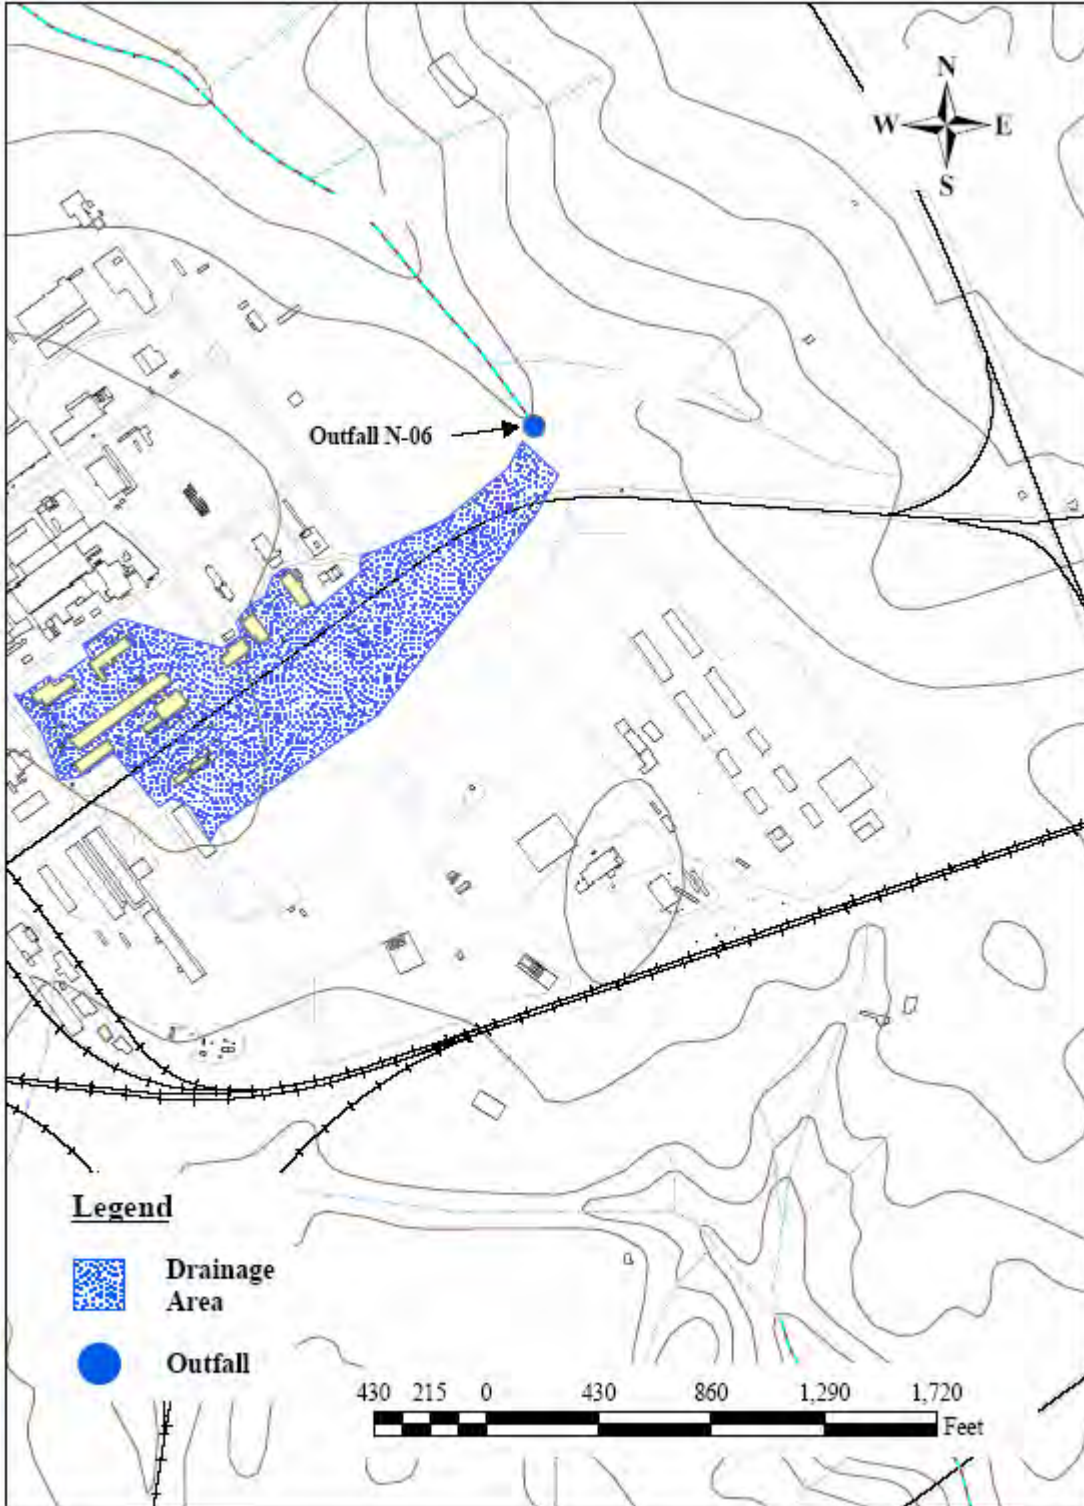 N
W E
S
Outfall N-06
Legend
Drainage
Area
Outfall
430 215 0 430 860 1,290 1,720
Feet